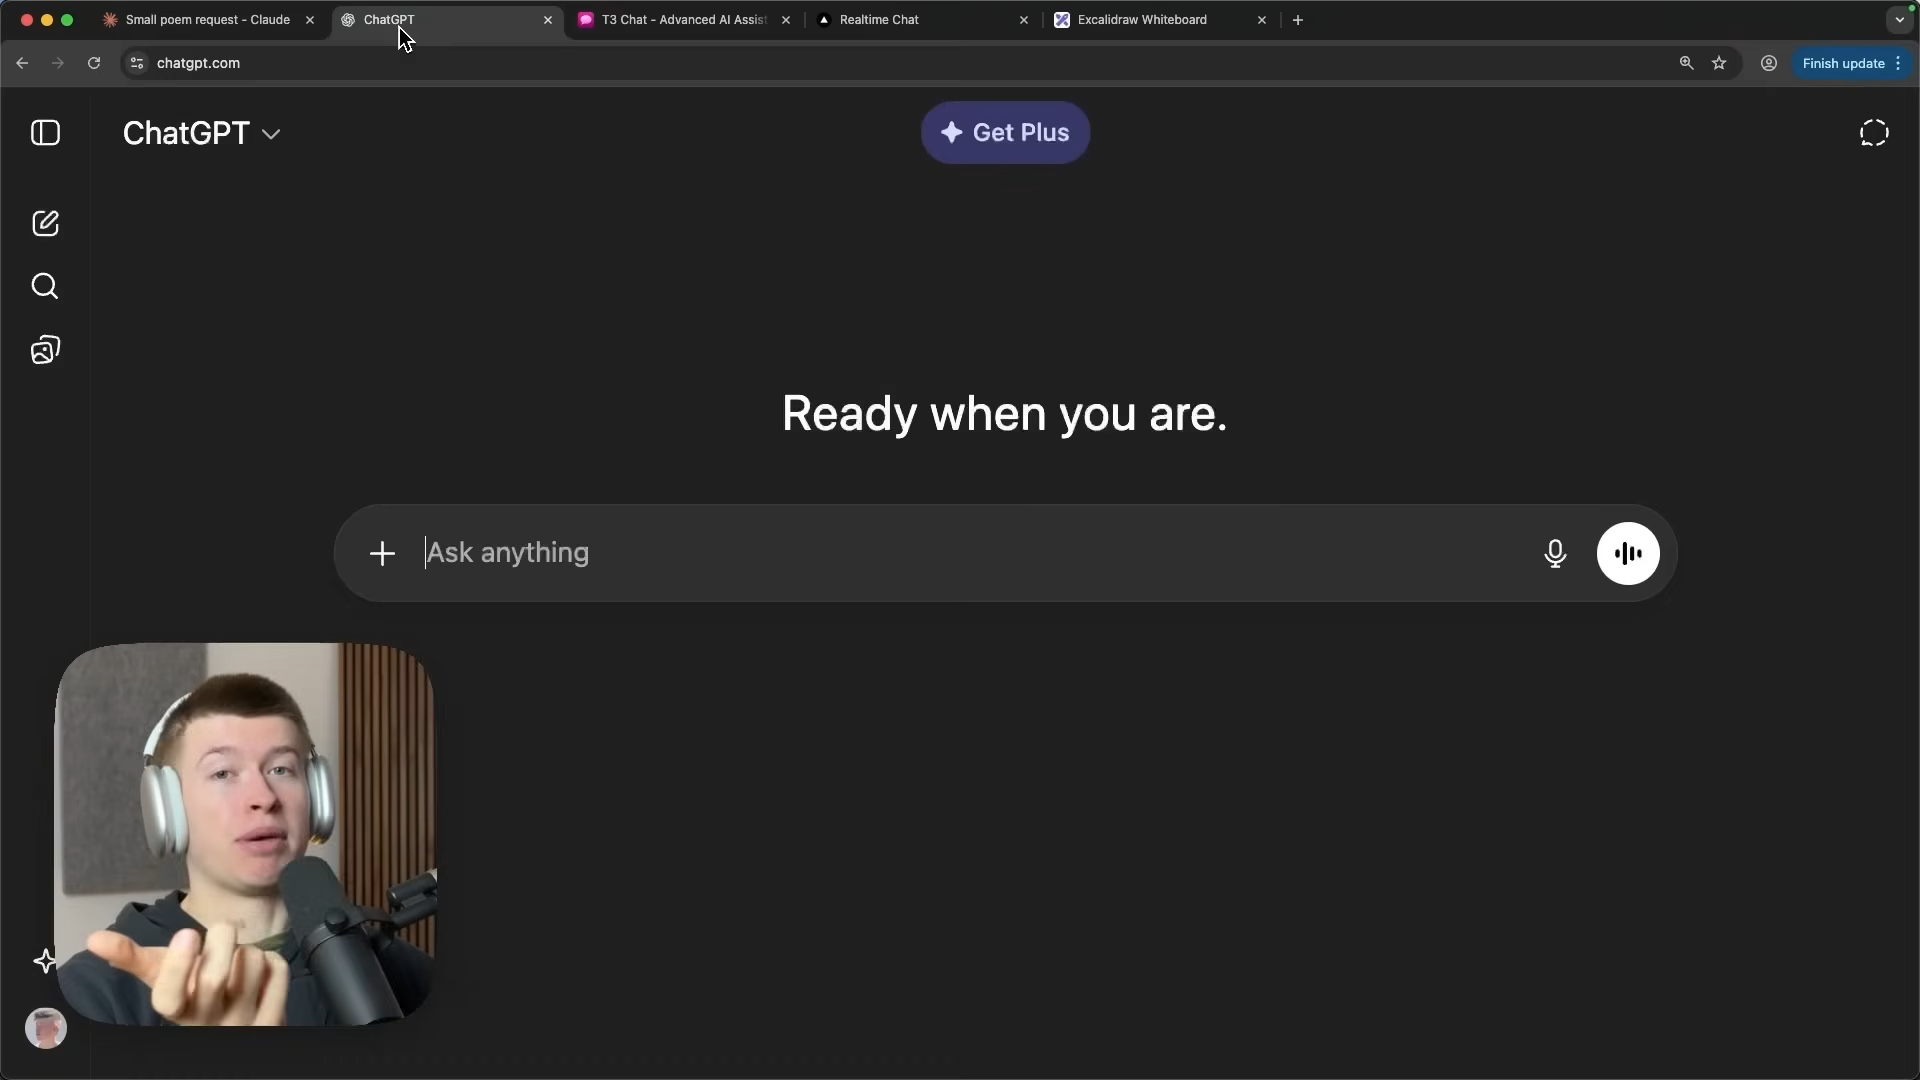 Small poem request - Claude
ChatGPT
T3 Chat - Advanced AI Assist
Realtime Chat
Excalidraw Whiteboard
chatgpt.com
Finish update
ChatGPT
Get Plus
Ready when you are.
Ask anything